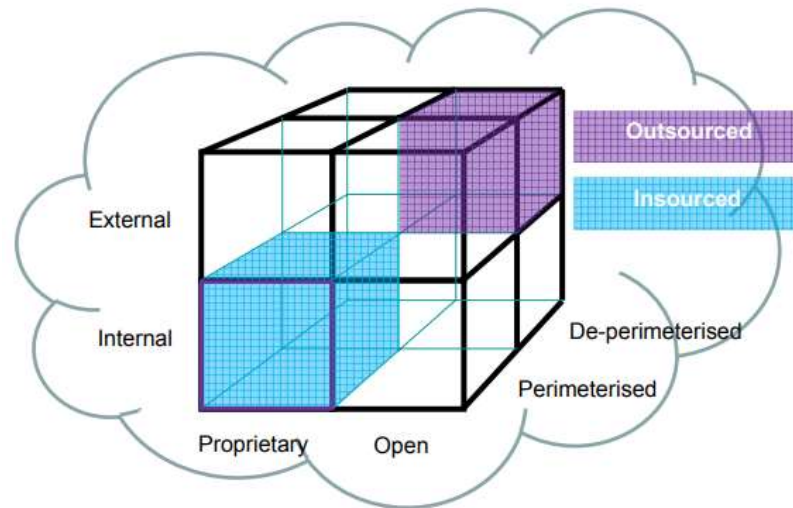 Outsourced
Insourced
External
Internal
De-perimeterised
Perimeterised
Proprietary
Open